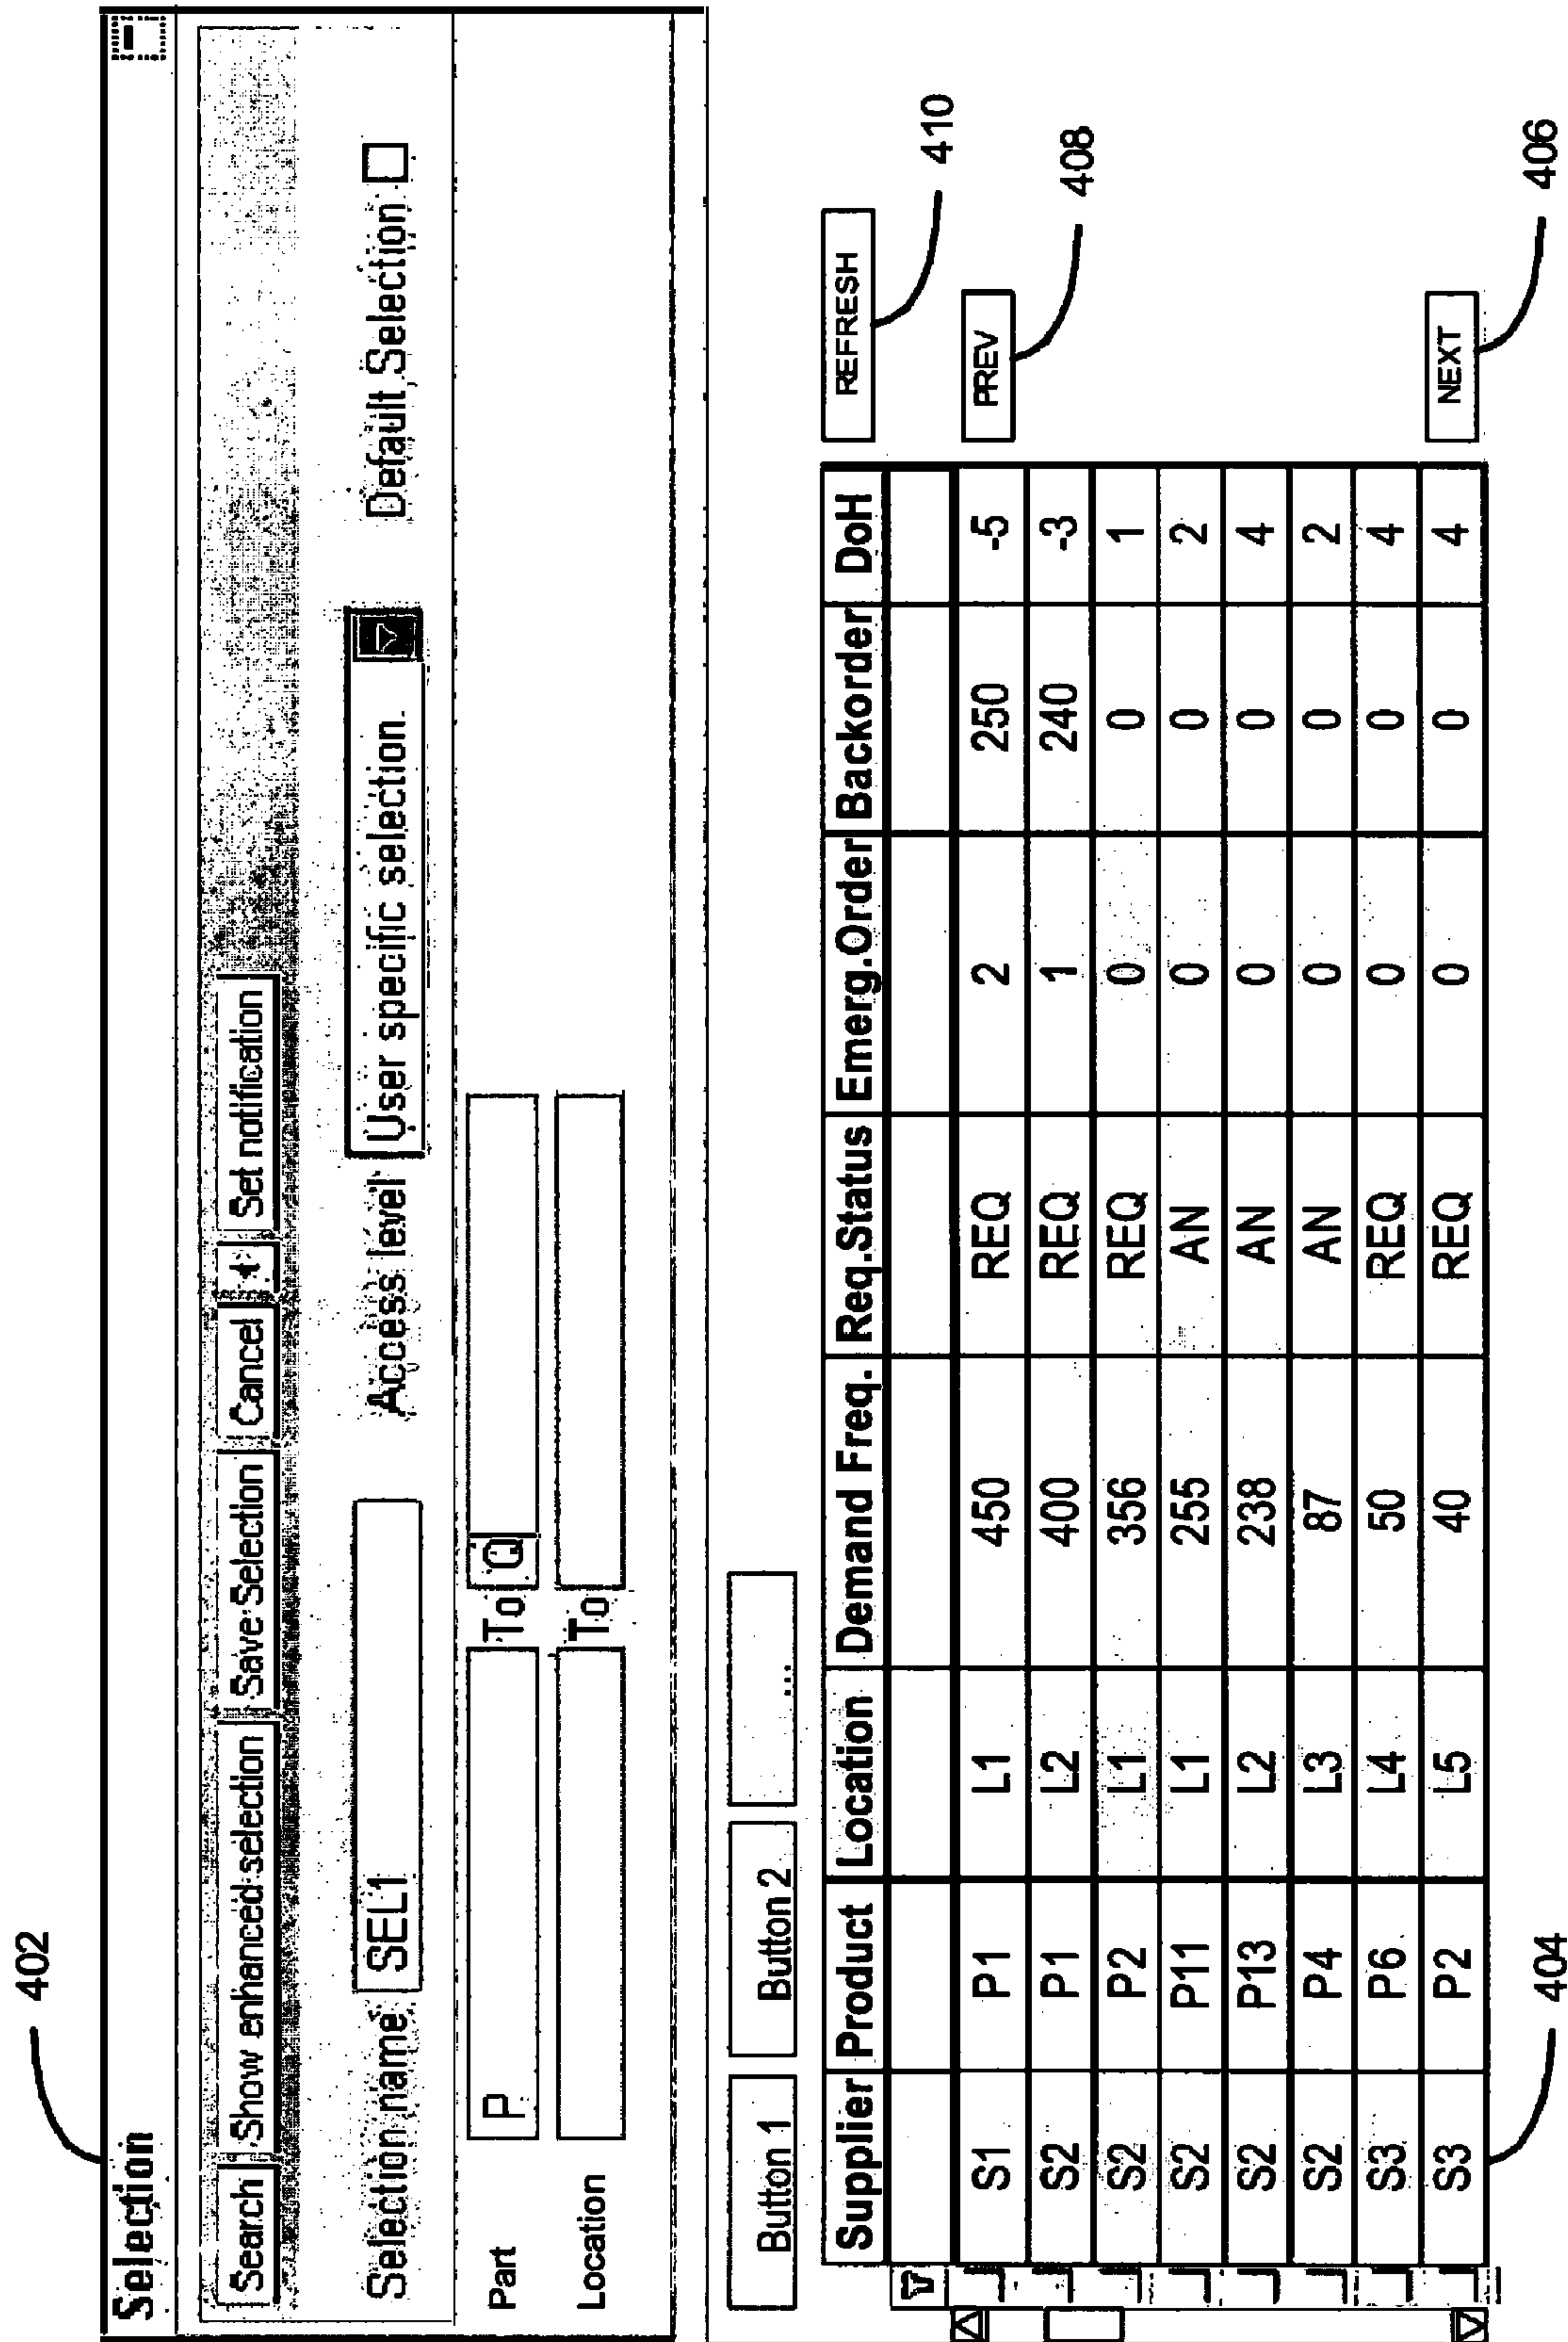 402
Selection
Search Show enhanced selection Save Selection Cancel Set notification
Selection name SEL1 Access level User specific selection. Default Selection
Part P To Q
Location To
Button 1 Button 2 ...
REFRESH
410
Supplier Product Location Demand Freq. Req.Status Emerg.Order Backorder DoH
S1 P1 L1 450 REQ 2 250 -5
PREV
408
S2 P1 L2 400 REQ 1 240 -3
S2 P2 L1 356 REQ 0 0 1
S2 P11 L1 255 AN 0 0 2
S2 P13 L2 238 AN 0 0 4
S2 P4 L3 87 AN 0 0 2
S3 P6 L4 50 REQ 0 0 4
S3 P2 L5 40 REQ 0 0 4
NEXT
406
404